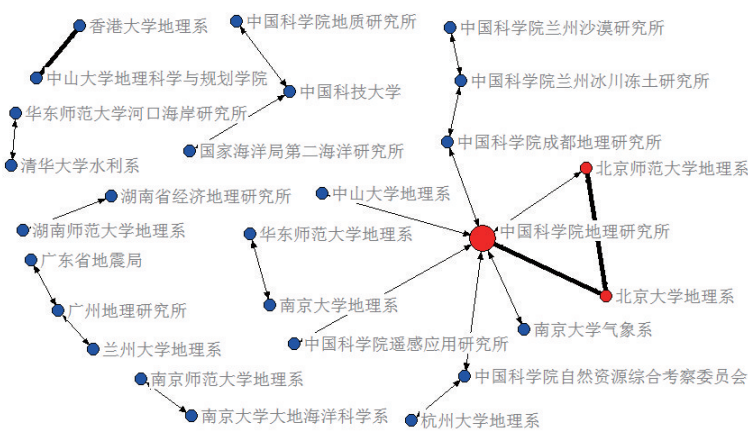 香港大学地理系
中国科学院地质研究所
中国科学院兰州沙漠研究所
中山大学地理科学与规划学院
中国科技大学
中国科学院兰州冰川冻土研究所
华东师范大学河口海岸研究所
国家海洋局第二海洋研究所
中国科学院成都地理研究所
清华大学水利系
北京师范大学地理系
湖南省经济地理研究所
中山大学地理系
湖南师范大学地理系
华东师范大学地理系
中国科学院地理研究所
广东省地震局
北京大学地理系
广州地理研究所
南京大学地理系
南京大学气象系
兰州大学地理系
中国科学院遥感应用研究所
南京师范大学地理系
中国科学院自然资源综合考察委员会
南京大学大地海洋科学系
杭州大学地理系